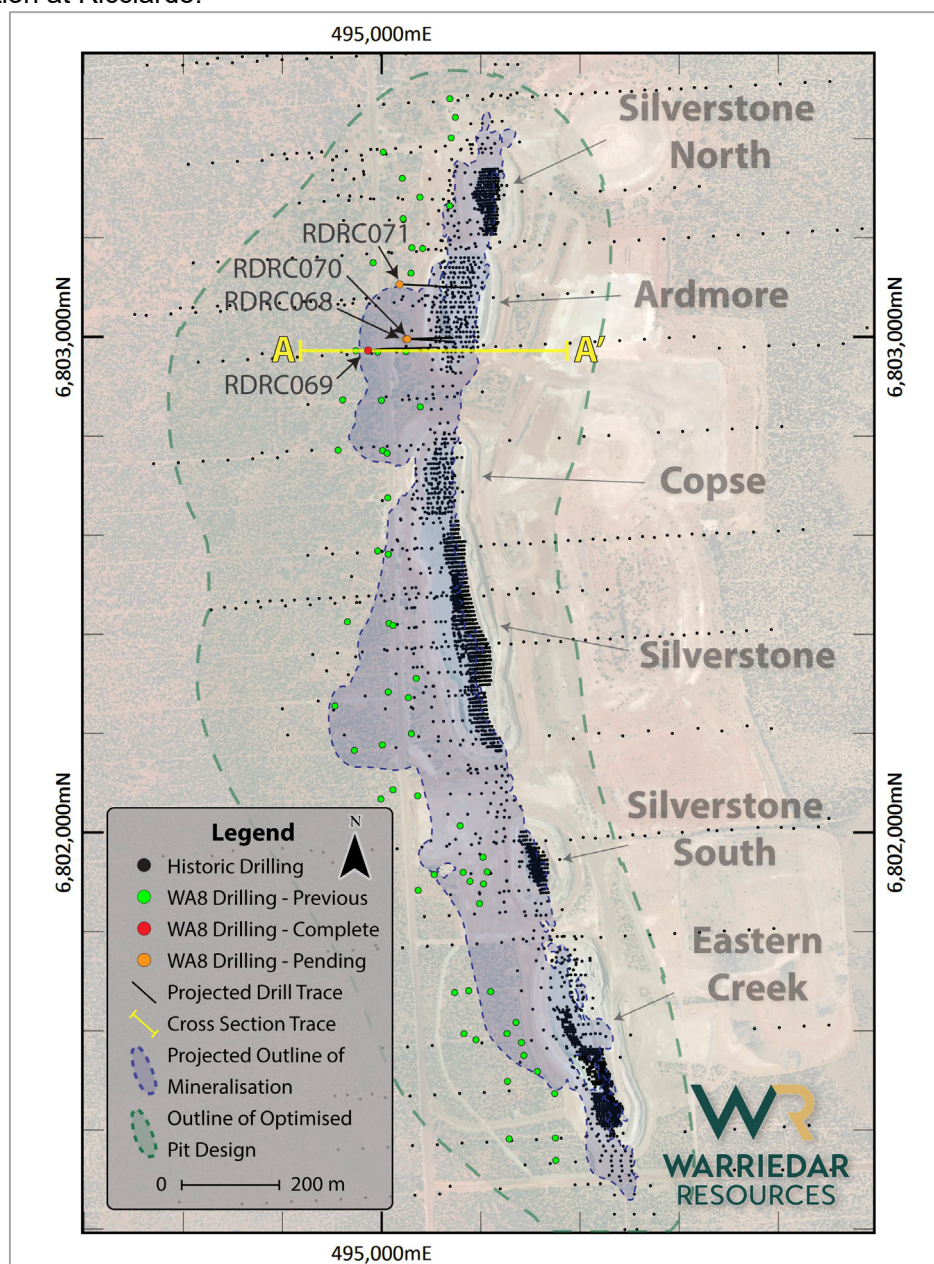 tion at Ricciardo.
495,000mE
Silverstone
North
RDRC071
RDRC070
RDRC068
Ardmore
6,803,000mN
6,803,000mN
A
A'
RDRC069
Copse
Silverstone
6,802,000mN
6,802,000mN
Silverstone
South
Eastern
Creek
Legend
N
Historic Drilling
WA8 Drilling - Previous
WA8 Drilling - Complete
WA8 Drilling - Pending
Projected Drill Trace
Cross Section Trace
Projected Outline of
Mineralisation
Outline of Optimised
Pit Design
0 200 m
WR
WARRIEDAR
RESOURCES
495,000mE